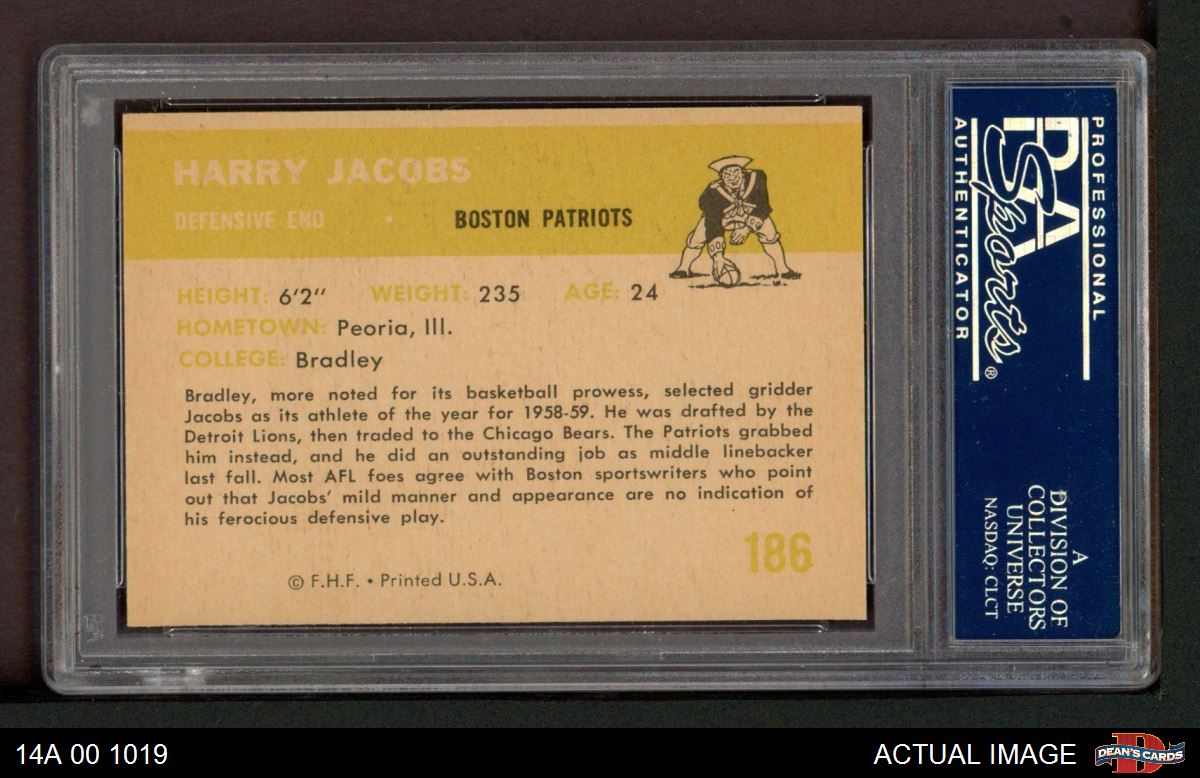 HARRY JACOBS
DEFENSIVE END • BOSTON PATRIOTS
HEIGHT: 6'2" WEIGHT: 235 AGE: 24
HOMETOWN: Peoria, Ill.
COLLEGE: Bradley
Bradley, more noted for its basketball prowess, selected gridder
Jacobs as its athlete of the year for 1958-59. He was drafted by the
Detroit Lions, then traded to the Chicago Bears. The Patriots grabbed
him instead, and he did an outstanding job as middle linebacker
last fall. Most AFL foes agree with Boston sportswriters who point
out that Jacobs' mild manner and appearance are no indication of
his ferocious defensive play.
186
© F.H.F. • Printed U.S.A.
PROFESSIONAL
PSA
Sports®
AUTHENTICATOR
A
DIVISION OF
COLLECTORS
UNIVERSE
NASDAQ: CLCT
14A 00 1019
ACTUAL IMAGE
D
DEAN'S CARDS